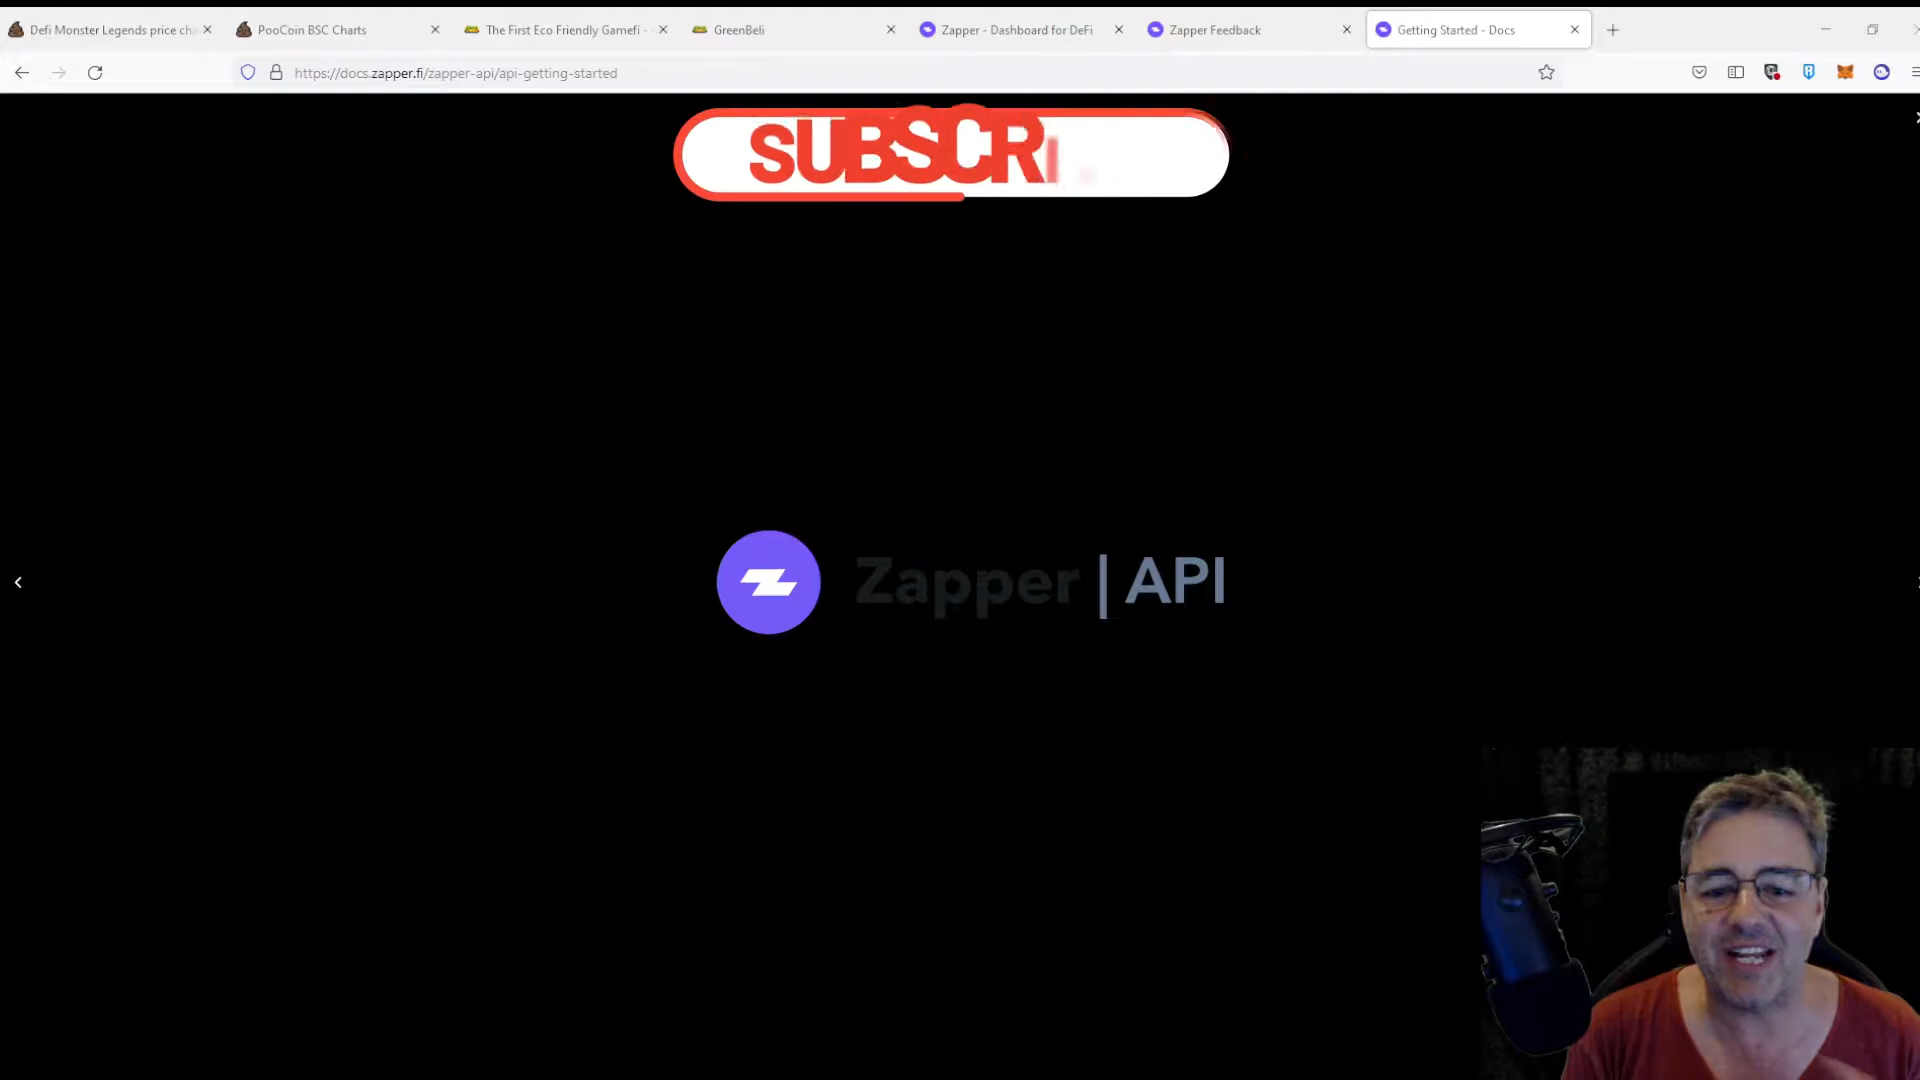 Defi Monster Legends price cha
PooCoin BSC Charts
The First Eco Friendly Gamefi -
GreenBeli
Zapper - Dashboard for DeFi
Zapper Feedback
Getting Started - Docs
https://docs.zapper.fi/zapper-api/api-getting-started
SUBSCRI
Zapper | API